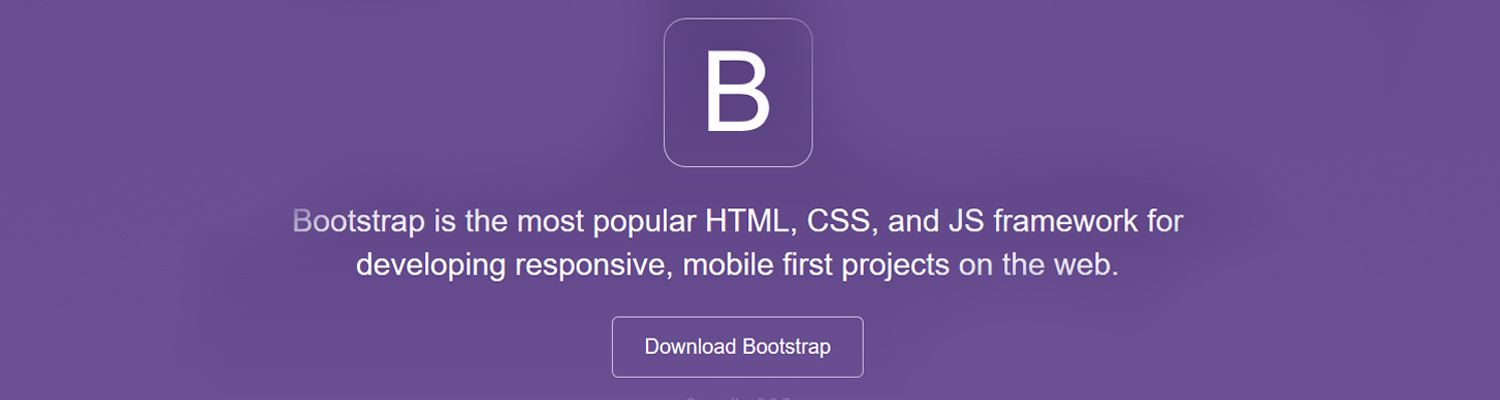 B
Bootstrap is the most popular HTML, CSS, and JS framework for
developing responsive, mobile first projects on the web.
Download Bootstrap